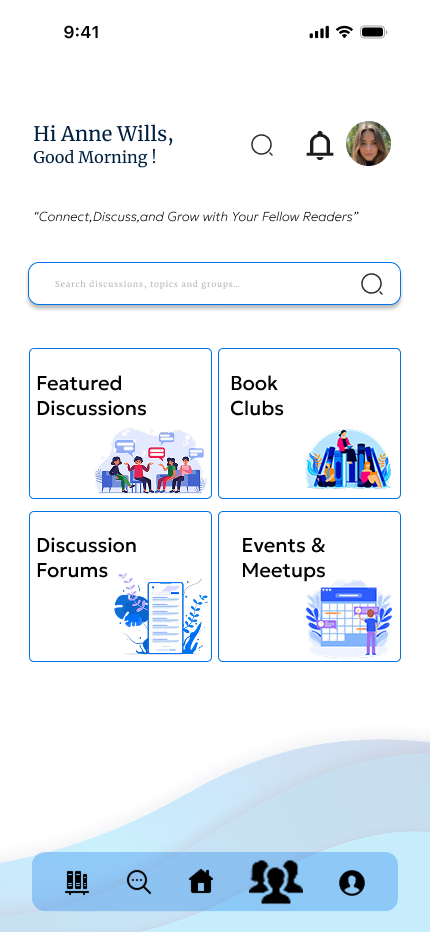 9:41
Hi Anne Wills,
Good Morning !
“Connect,Discuss,and Grow with Your Fellow Readers”
Search discussions, topics and groups...
Featured
Discussions
Book
Clubs
Discussion
Forums
Events &
Meetups